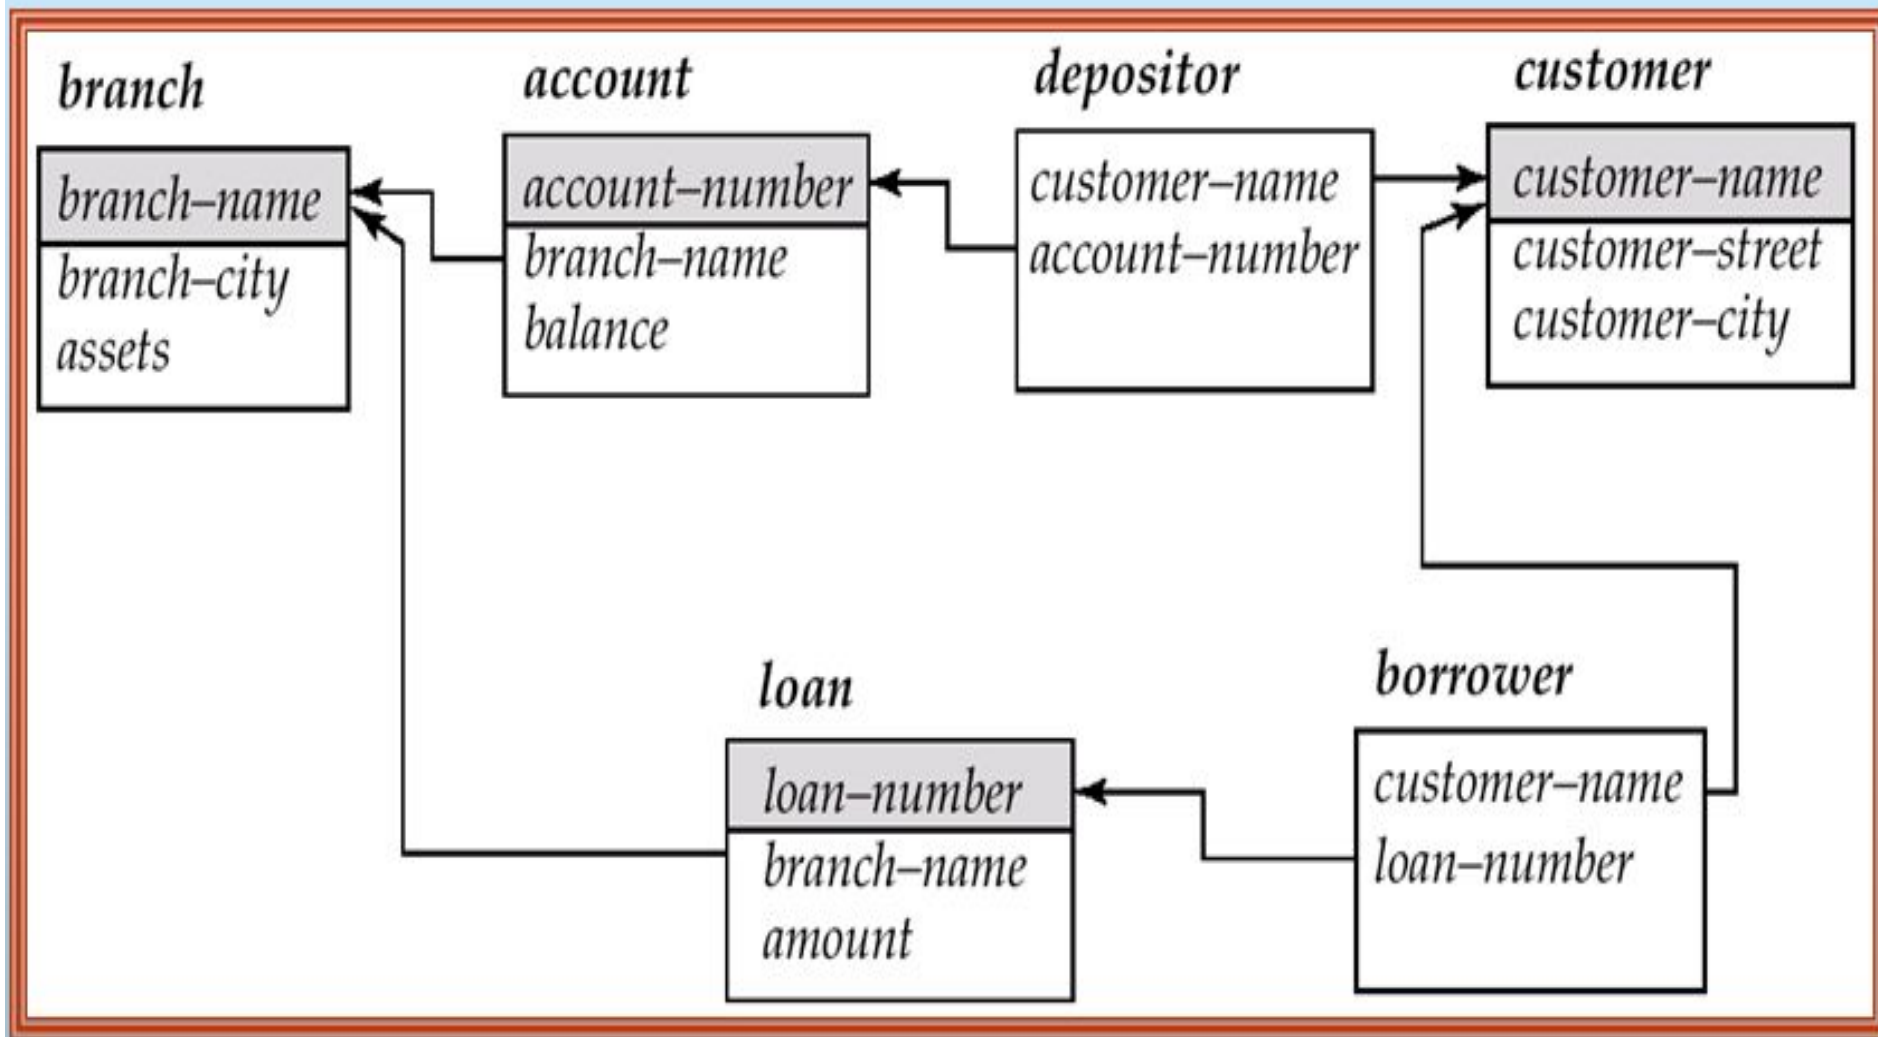 branch
branch–name
branch–city
assets
account
account–number
branch–name
balance
depositor
customer–name
account–number
customer
customer–name
customer–street
customer–city
loan
loan–number
branch–name
amount
borrower
customer–name
loan–number